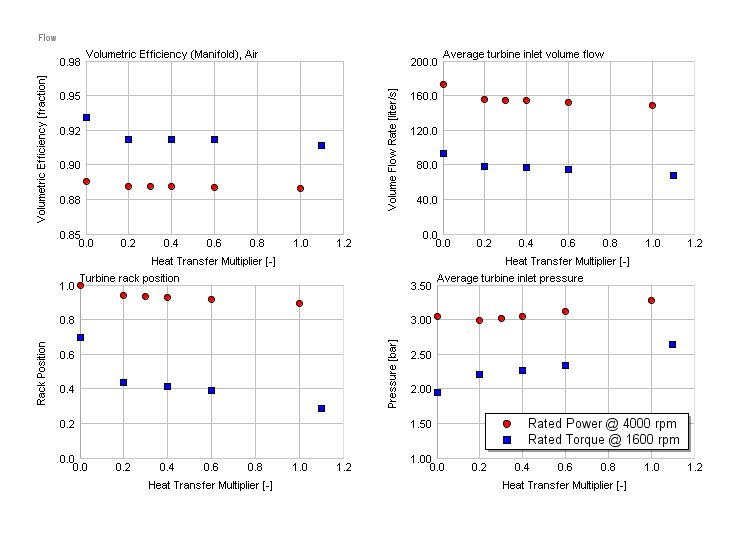 Flow
Volumetric Efficiency (Manifold), Air
0.98
0.95
0.92
0.90
0.88
0.85
Volumetric Efficiency [fraction]
0.0 0.2 0.4 0.6 0.8 1.0 1.2
Heat Transfer Multiplier [-]
Average turbine inlet volume flow
200.0
160.0
120.0
80.0
40.0
0.0
Volume Flow Rate [liter/s]
0.0 0.2 0.4 0.6 0.8 1.0 1.2
Heat Transfer Multiplier [-]
Turbine rack position
1.0
0.8
0.6
0.4
0.2
0.0
Rack Position
0.0 0.2 0.4 0.6 0.8 1.0 1.2
Heat Transfer Multiplier [-]
Average turbine inlet pressure
3.50
3.00
2.50
2.00
1.50
1.00
Pressure [bar]
Rated Power @ 4000 rpm
Rated Torque @ 1600 rpm
0.0 0.2 0.4 0.6 0.8 1.0 1.2
Heat Transfer Multiplier [-]